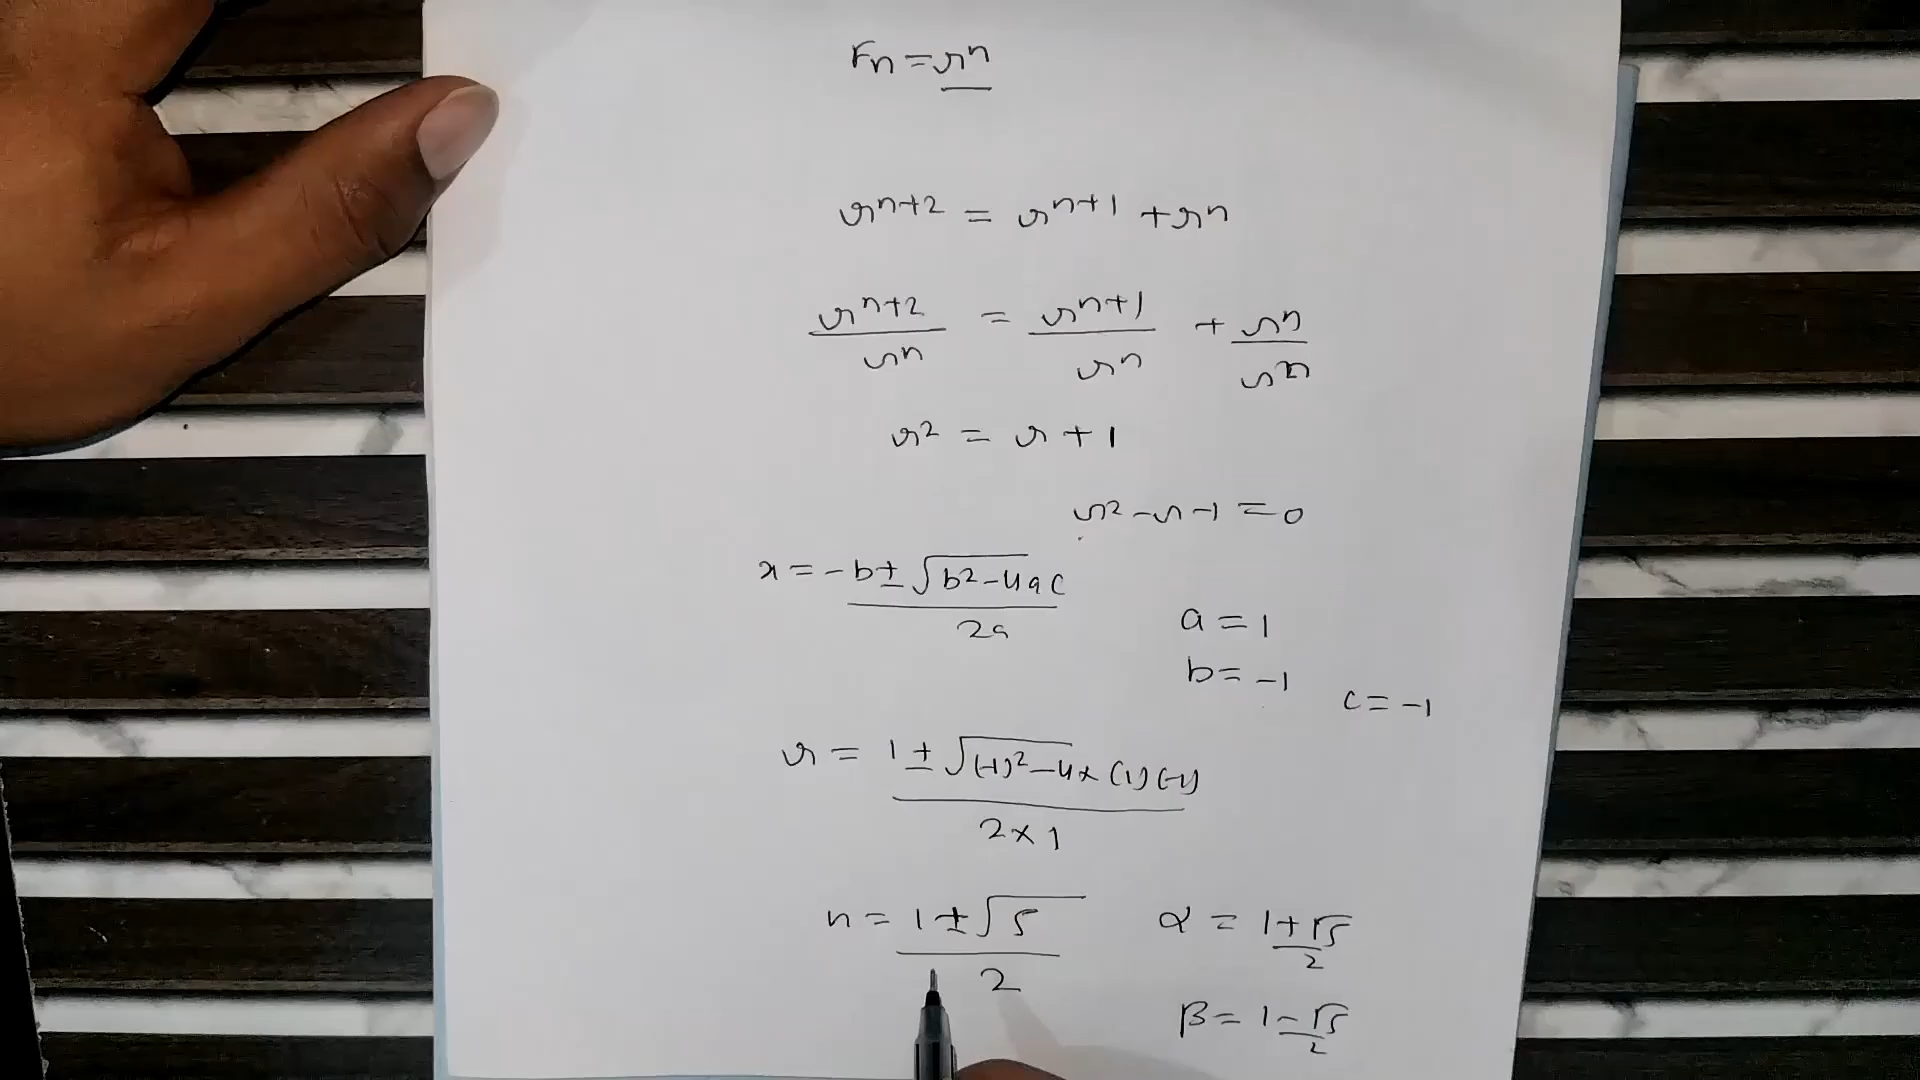 Fn = rⁿ
rⁿ⁺² = rⁿ⁺¹ + rⁿ
rⁿ⁺²/rⁿ = rⁿ⁺¹/rⁿ + rⁿ/rⁿ
r² = r + 1
r² - r - 1 = 0
x = -b ± √b² - 4ac / 2a
a = 1
b = -1
c = -1
r = 1 ± √(-1)² - 4 × (1) (-1) / 2 × 1
r = 1 ± √5 / 2
α = 1 + √5 / 2
β = 1 - √5 / 2